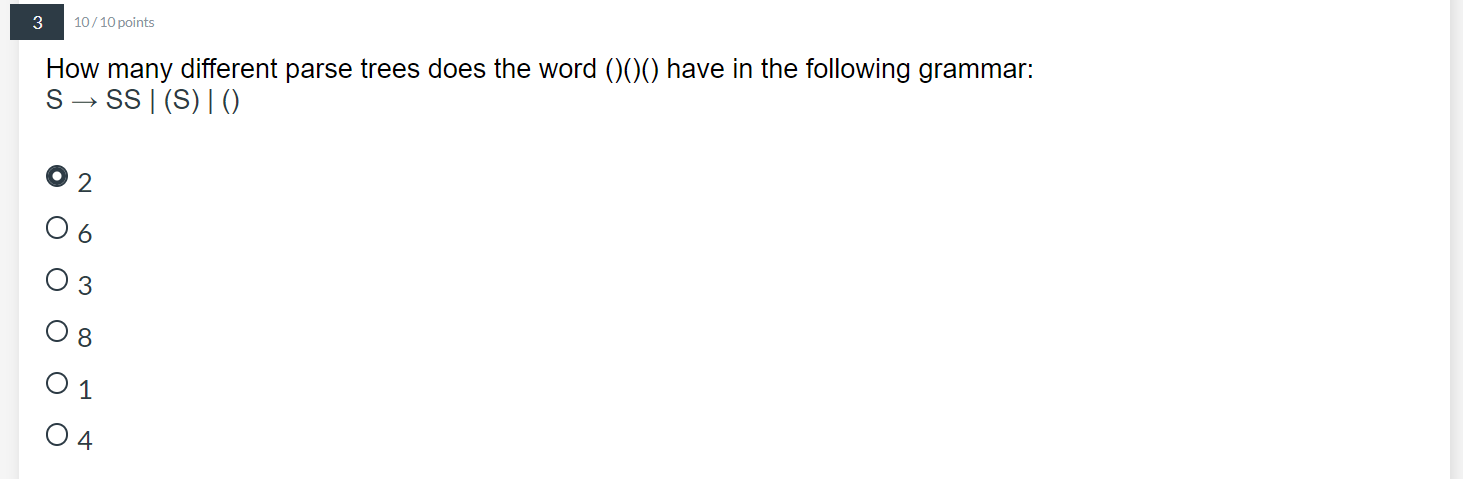 3
10 / 10 points
How many different parse trees does the word ()()() have in the following grammar:
S → SS | (S) | ()
2
6
3
8
1
4